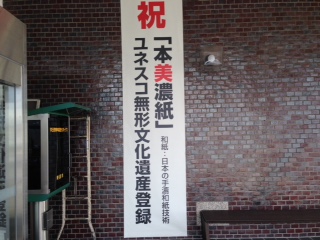 祝
「本美濃紙」
和紙：日本の手漉和紙技術
ユネスコ無形文化遺産登録